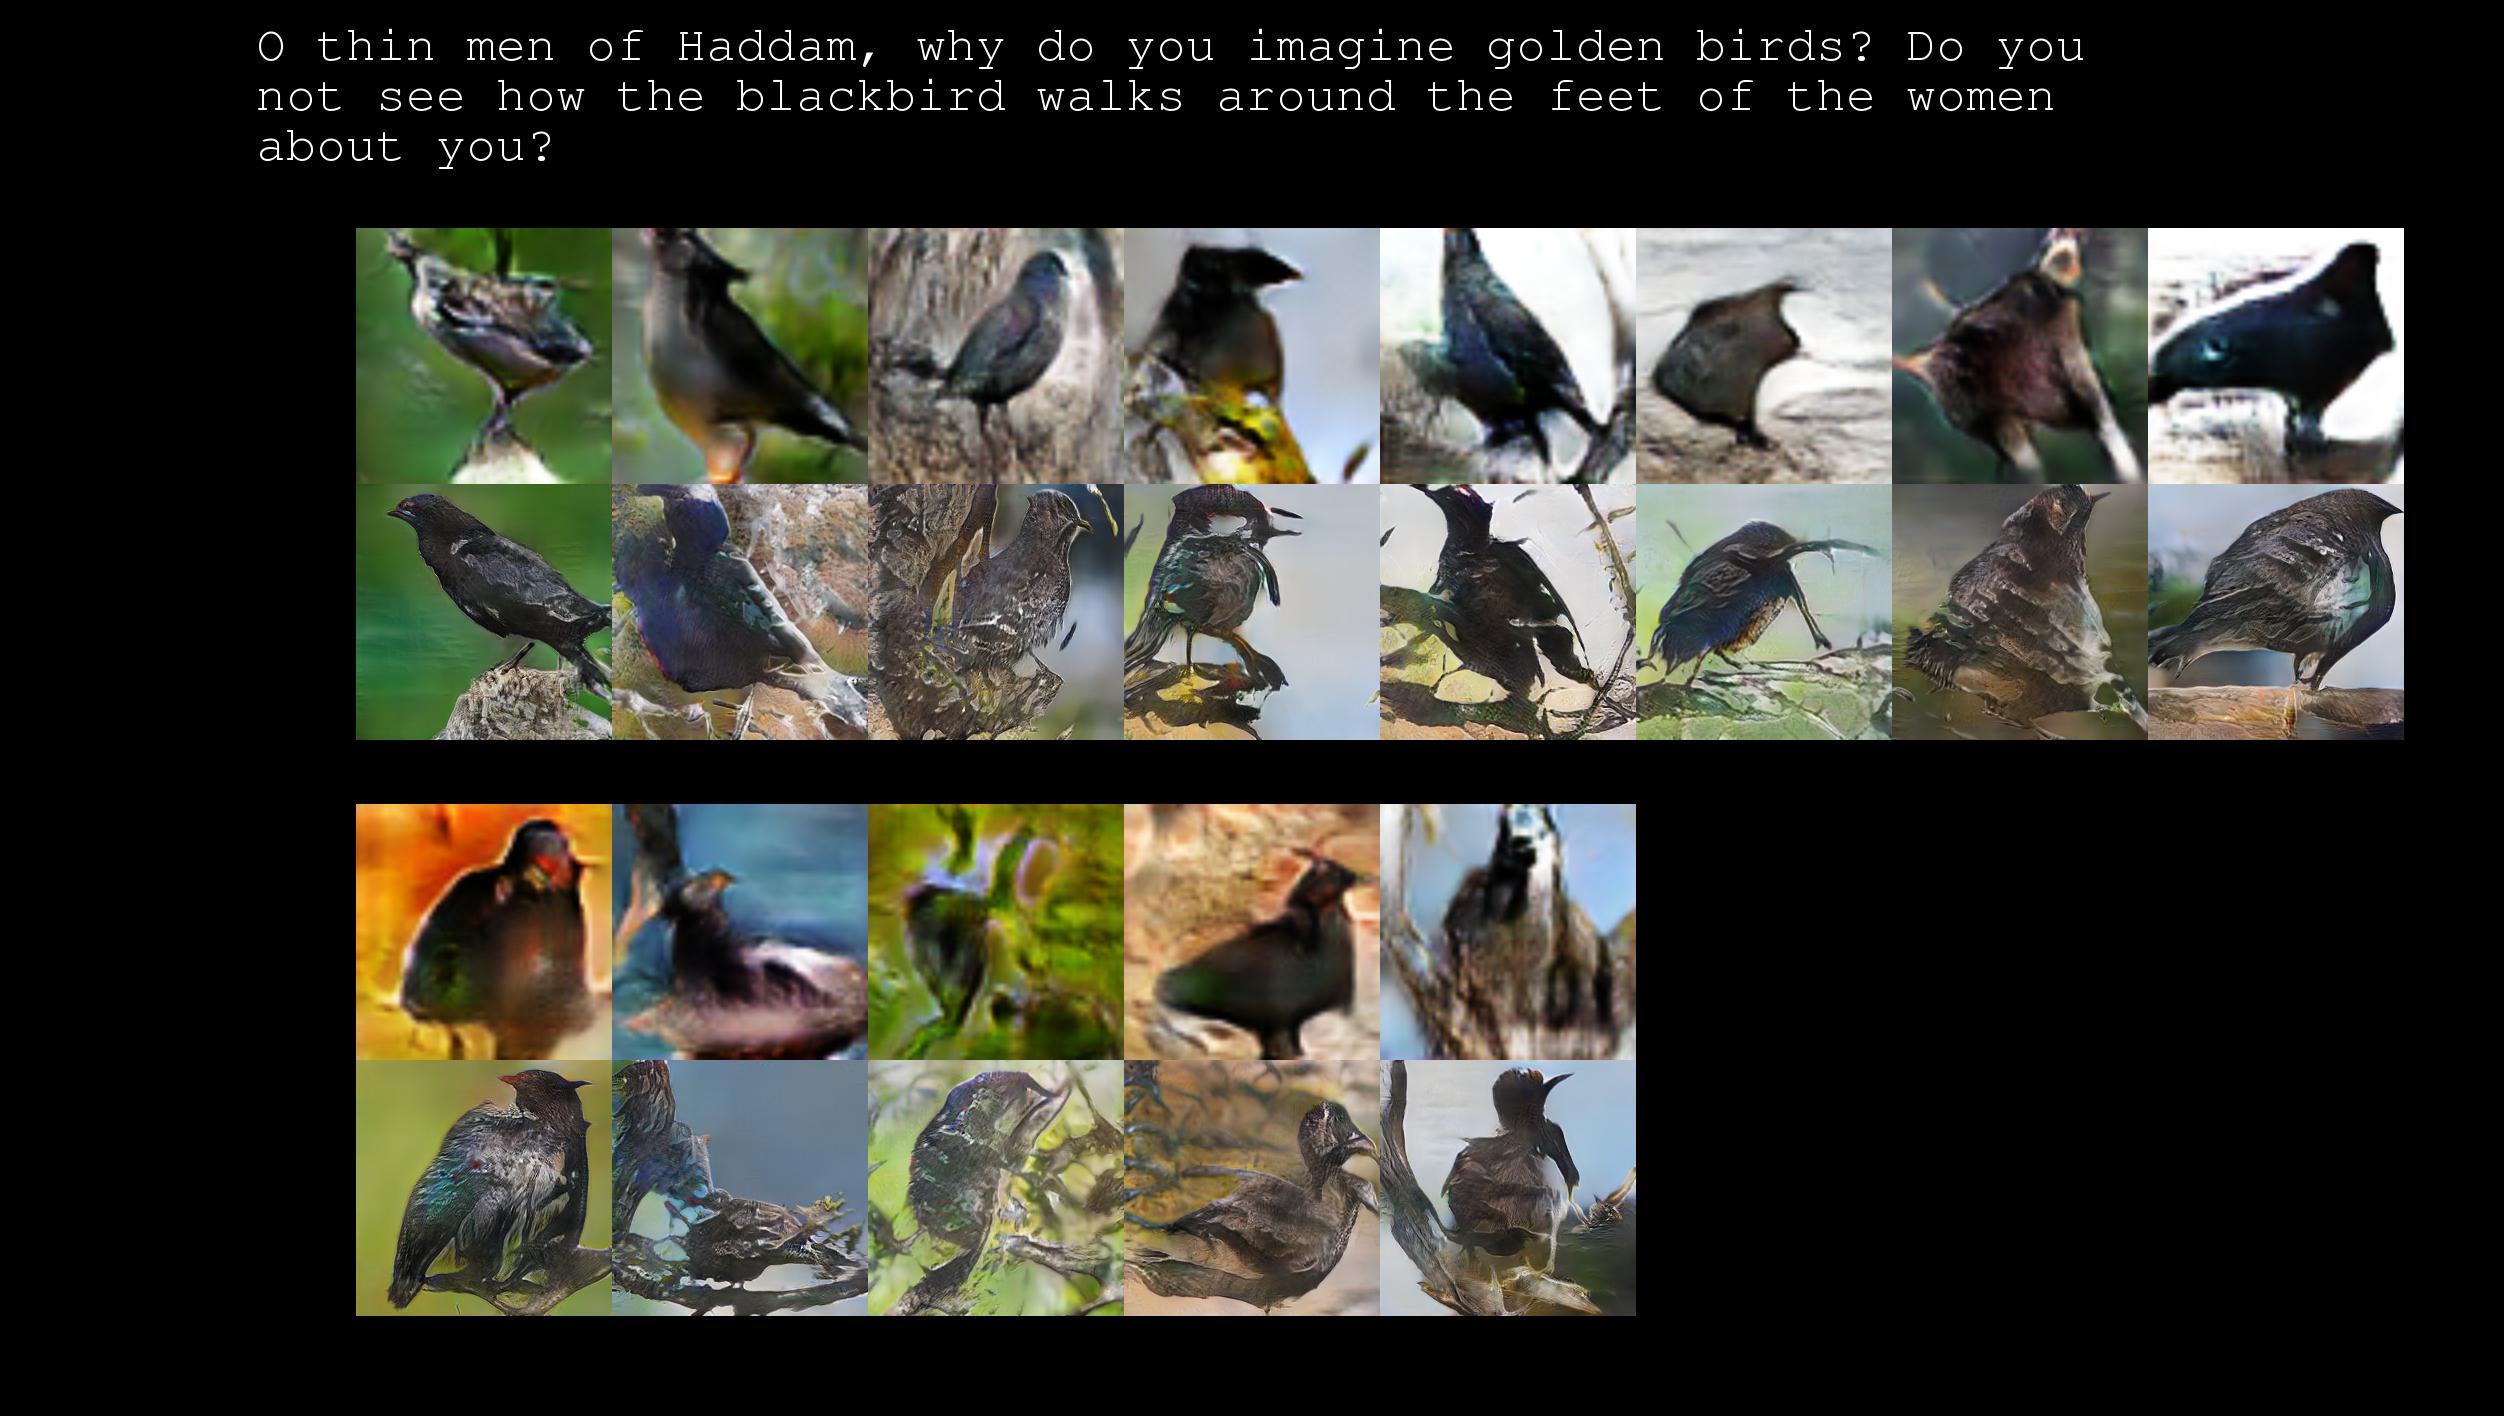 O thin men of Haddam, why do you imagine golden birds? Do you
not see how the blackbird walks around the feet of the women
about you?